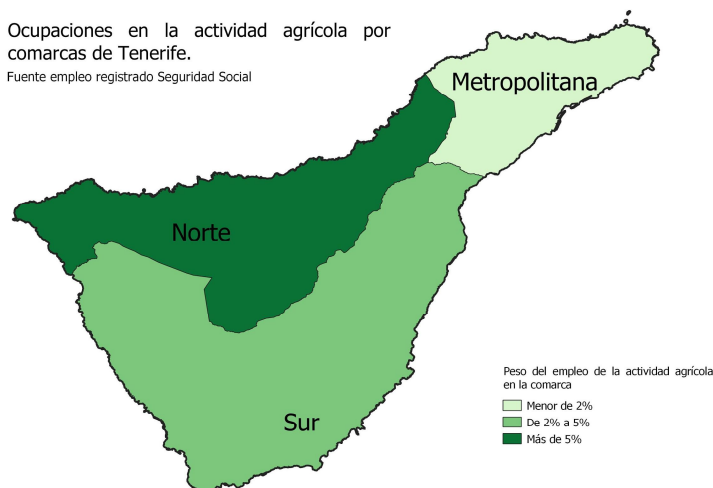 Ocupaciones en la actividad agrícola por
comarcas de Tenerife.
Fuente empleo registrado Seguridad Social
Metropolitana
Norte
Sur
Peso del empleo de la actividad agrícola
en la comarca
Menor de 2%
De 2% a 5%
Más de 5%